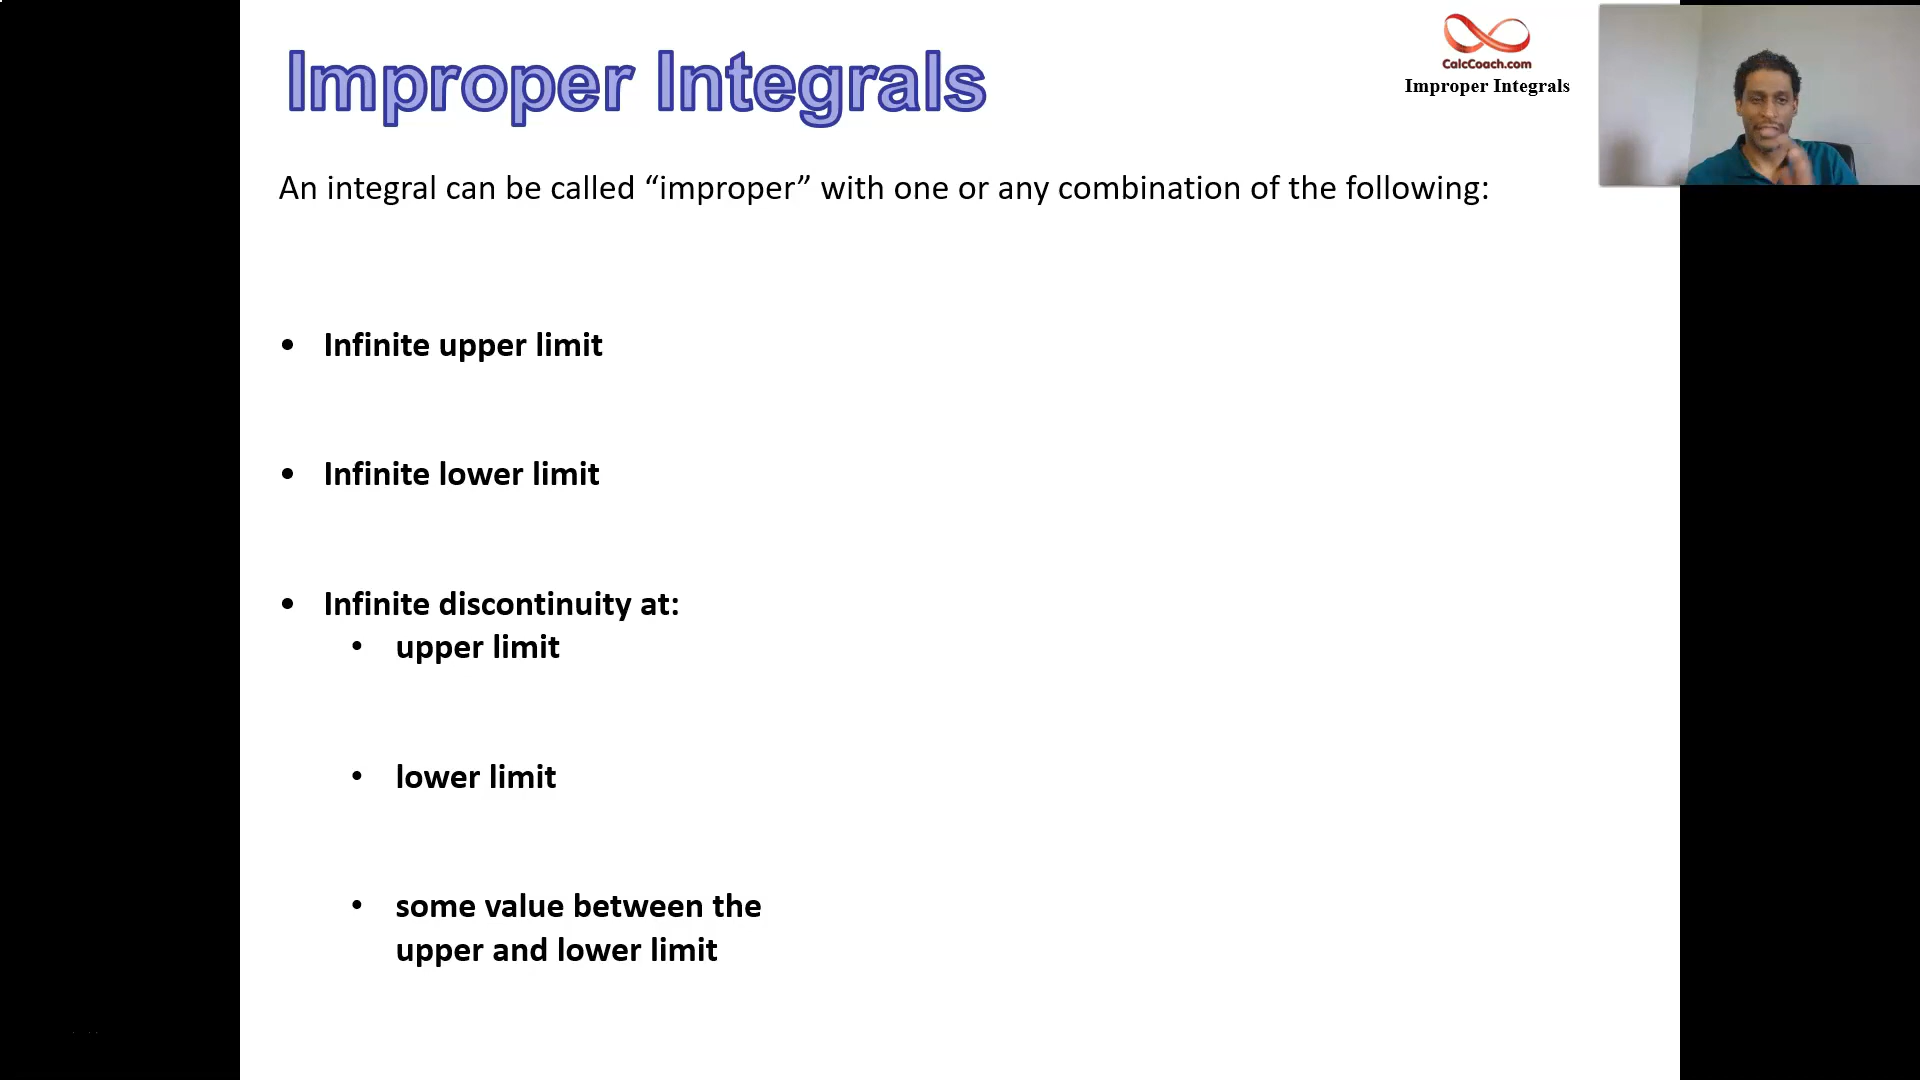 Improper Integrals
CalcCoach.com
Improper Integrals
An integral can be called “improper” with one or any combination of the following:
• Infinite upper limit
• Infinite lower limit
• Infinite discontinuity at:
• upper limit
• lower limit
• some value between the
upper and lower limit